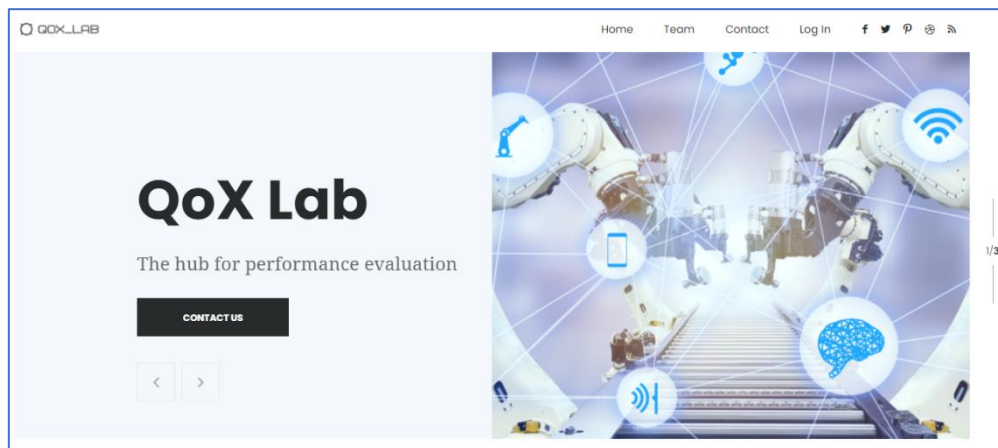 QOX_LAB
Home Team Contact Log In
QoX Lab
The hub for performance evaluation
CONTACT US
1/3